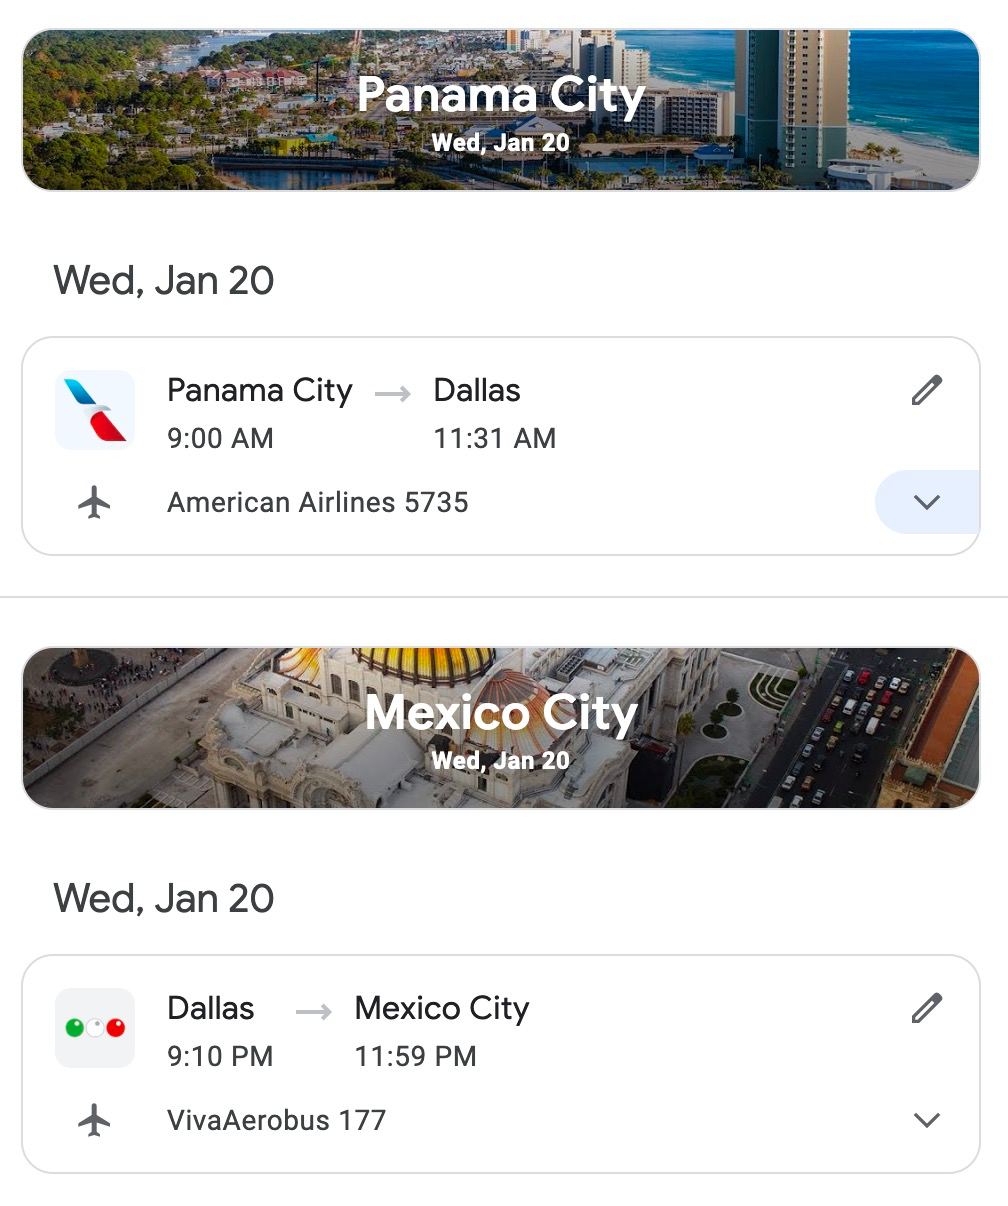 Panama City
Wed, Jan 20
Wed, Jan 20
Panama City → Dallas
9:00 AM 11:31 AM
American Airlines 5735
Mexico City
Wed, Jan 20
Wed, Jan 20
Dallas → Mexico City
9:10 PM 11:59 PM
VivaAerobus 177